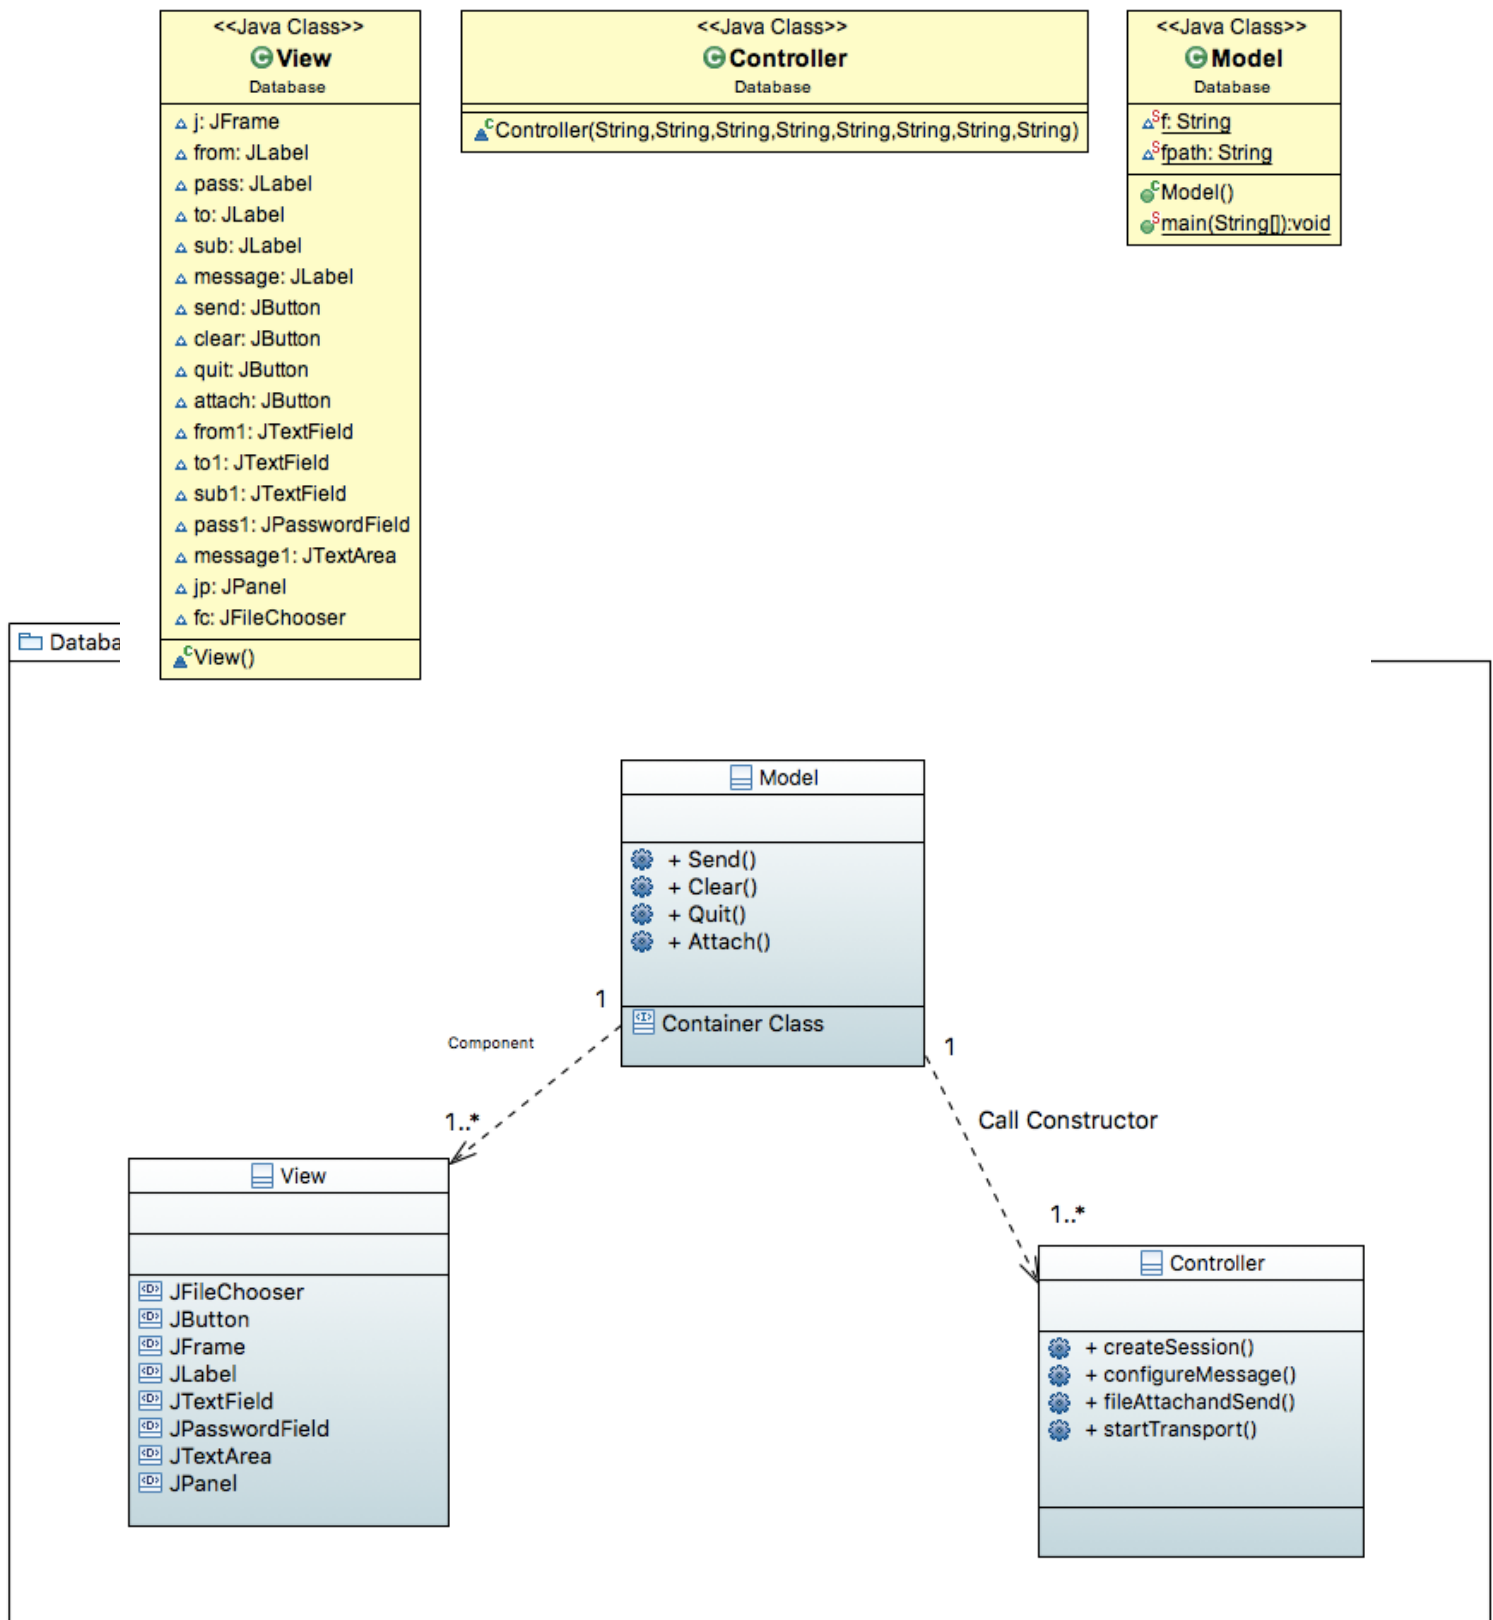 <<Java Class>>
View
Database
j: JFrame
from: JLabel
pass: JLabel
to: JLabel
sub: JLabel
message: JLabel
send: JButton
clear: JButton
quit: JButton
attach: JButton
from1: JTextField
to1: JTextField
sub1: JTextField
pass1: JPasswordField
message1: JTextArea
jp: JPanel
fc: JFileChooser
View()
<<Java Class>>
Controller
Database
Controller(String,String,String,String,String,String,String,String)
<<Java Class>>
Model
Database
f: String
fpath: String
Model()
main(String[]):void
Databa
Model
+ Send()
+ Clear()
+ Quit()
+ Attach()
Container Class
1
Component
1..*
1
Call Constructor
1..*
View
JFileChooser
JButton
JFrame
JLabel
JTextField
JPasswordField
JTextArea
JPanel
Controller
+ createSession()
+ configureMessage()
+ fileAttachandSend()
+ startTransport()